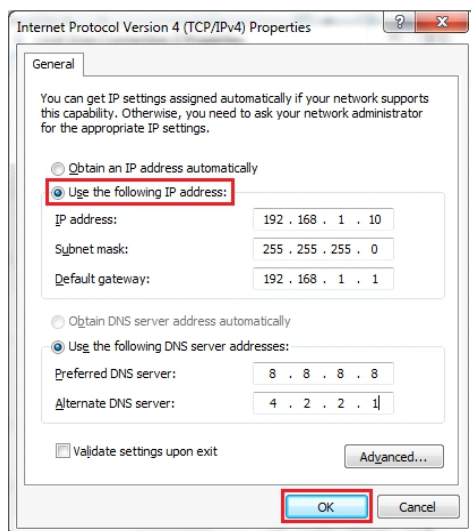 Internet Protocol Version 4 (TCP/IPv4) Properties
General
You can get IP settings assigned automatically if your network supports
this capability. Otherwise, you need to ask your network administrator
for the appropriate IP settings.
Obtain an IP address automatically
Use the following IP address:
IP address: 192 . 168 . 1 . 10
Subnet mask: 255 . 255 . 255 . 0
Default gateway: 192 . 168 . 1 . 1
Obtain DNS server address automatically
Use the following DNS server addresses:
Preferred DNS server: 8 . 8 . 8 . 8
Alternate DNS server: 4 . 2 . 2 . 1
Validate settings upon exit
Advanced...
OK Cancel